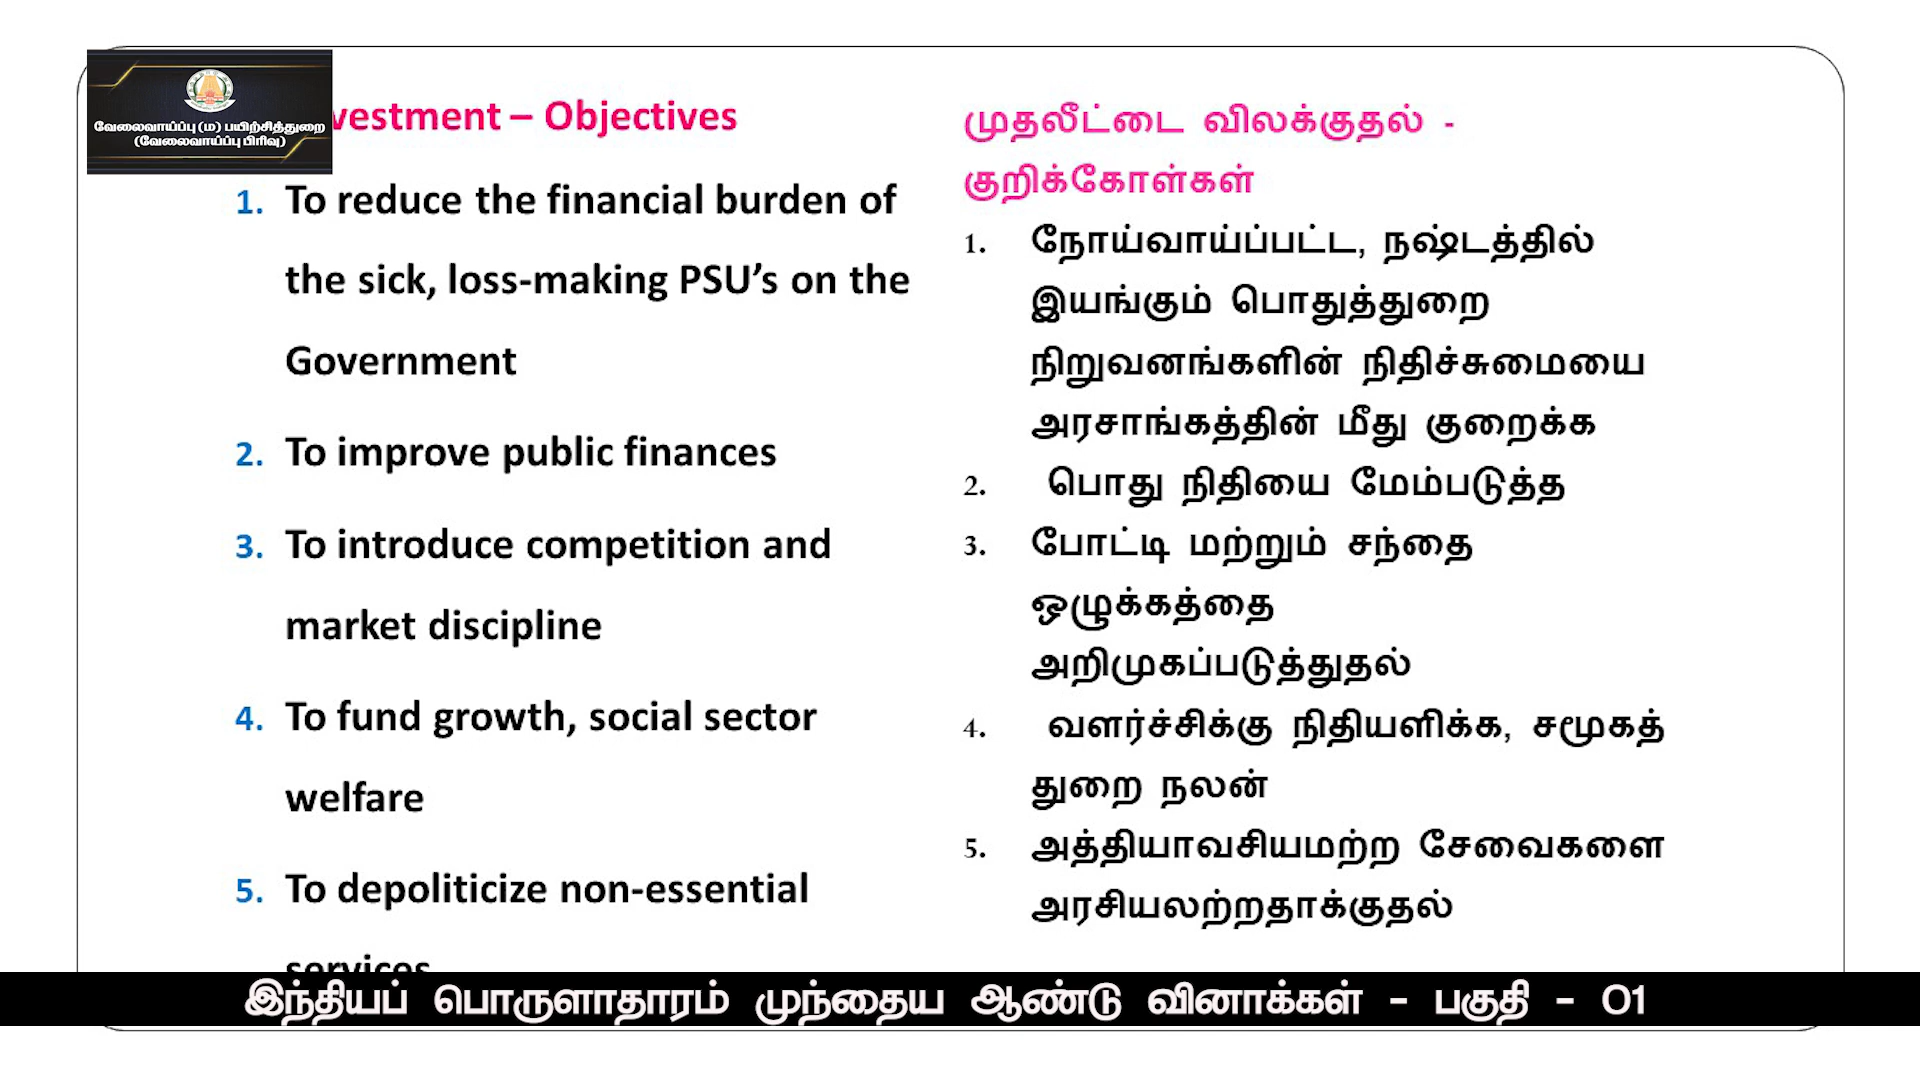 வேலைவாய்ப்பு (ம) பயிற்சித்துறை
(வேலைவாய்ப்பு பிரிவு)
vestment – Objectives
1. To reduce the financial burden of
the sick, loss-making PSU’s on the
Government
2. To improve public finances
3. To introduce competition and
market discipline
4. To fund growth, social sector
welfare
5. To depoliticize non-essential
services
முதலீட்டை விலக்குதல் -
குறிக்கோள்கள்
1. நோய்வாய்ப்பட்ட, நஷ்டத்தில்
இயங்கும் பொதுத்துறை
நிறுவனங்களின் நிதிச்சுமையை
அரசாங்கத்தின் மீது குறைக்க
2. பொது நிதியை மேம்படுத்த
3. போட்டி மற்றும் சந்தை
ஒழுக்கத்தை
அறிமுகப்படுத்துதல்
4. வளர்ச்சிக்கு நிதியளிக்க, சமூகத்
துறை நலன்
5. அத்தியாவசியமற்ற சேவைகளை
அரசியலற்றதாக்குதல்
இந்தியப் பொருளாதாரம் முந்தைய ஆண்டு வினாக்கள் - பகுதி - 01